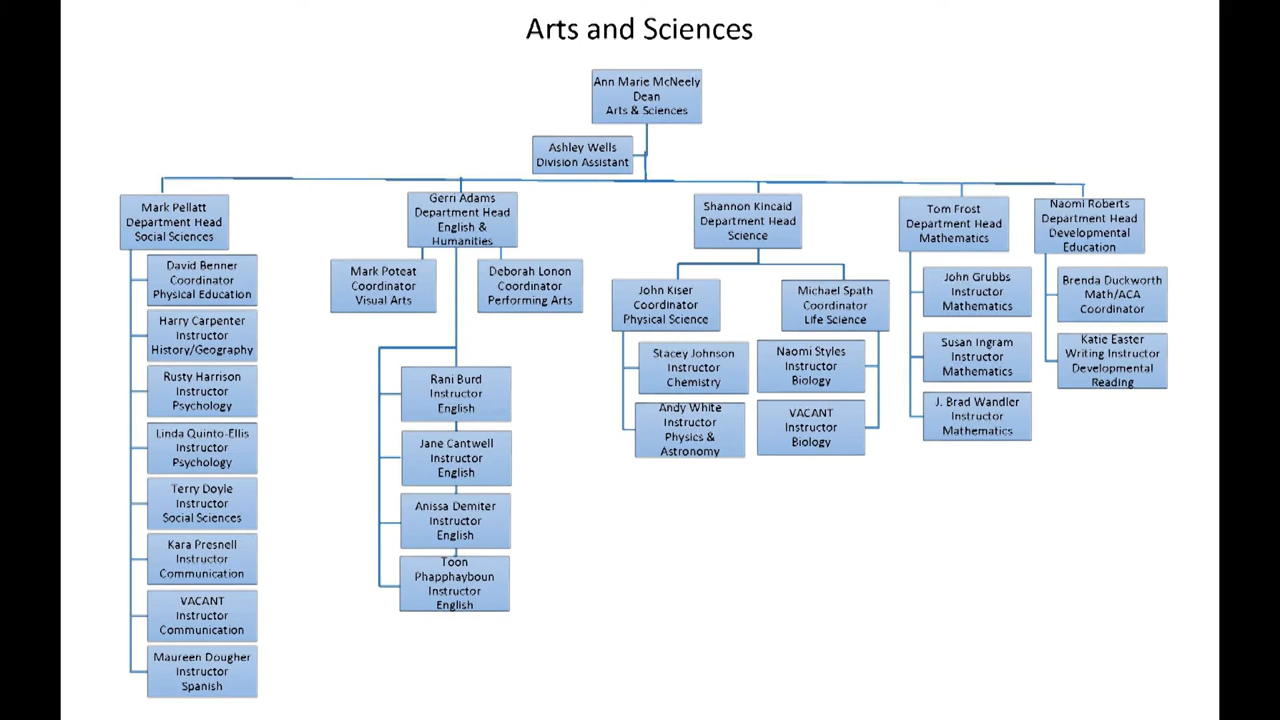 Arts and Sciences
Ann Marie McNeely
Dean
Arts & Sciences
Ashley Wells
Division Assistant
Mark Pellatt
Department Head
Social Sciences
David Benner
Coordinator
Physical Education
Harry Carpenter
Instructor
History/Geography
Rusty Harrison
Instructor
Psychology
Linda Quinto-Ellis
Instructor
Psychology
Terry Doyle
Instructor
Social Sciences
Kara Presnell
Instructor
Communication
VACANT
Instructor
Communication
Maureen Dougher
Instructor
Spanish
Gerri Adams
Department Head
English &
Humanities
Mark Poteat
Coordinator
Visual Arts
Deborah Lonon
Coordinator
Performing Arts
Rani Burd
Instructor
English
Jane Cantwell
Instructor
English
Anissa Demiter
Instructor
English
Toon
Phapphayboun
Instructor
English
Shannon Kincaid
Department Head
Science
John Kiser
Coordinator
Physical Science
Stacey Johnson
Instructor
Chemistry
Andy White
Instructor
Physics &
Astronomy
Michael Spath
Coordinator
Life Science
Naomi Styles
Instructor
Biology
VACANT
Instructor
Biology
Tom Frost
Department Head
Mathematics
John Grubbs
Instructor
Mathematics
Susan Ingram
Instructor
Mathematics
J. Brad Wandler
Instructor
Mathematics
Naomi Roberts
Department Head
Developmental
Education
Brenda Duckworth
Math/ACA
Coordinator
Katie Easter
Writing Instructor
Developmental
Reading